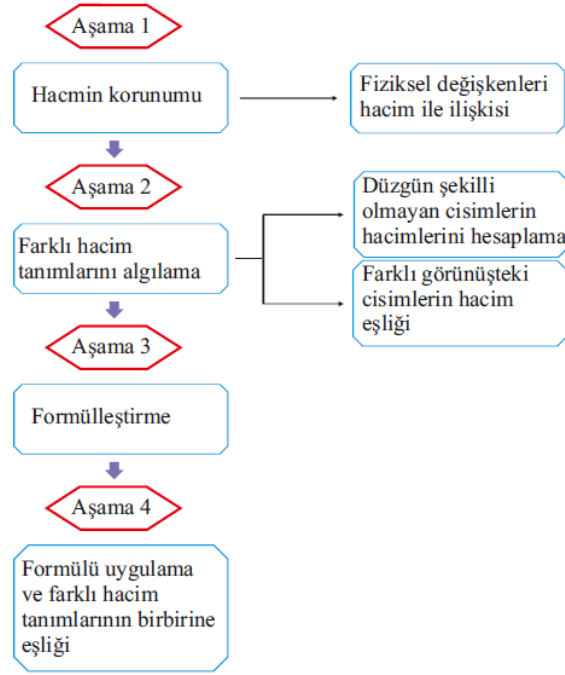 Aşama 1
Hacmin korunumu
Fiziksel değişkenleri
hacim ile ilişkisi
Aşama 2
Farklı hacim
tanımlarını algılama
Düzgün şekilli
olmayan cisimlerin
hacimlerini hesaplama
Farklı görünüşteki
cisimlerin hacim
eşliği
Aşama 3
Formülleştirme
Aşama 4
Formülü uygulama
ve farklı hacim
tanımlarının birbirine
eşliği